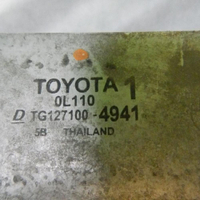 TOYOTA 1
0L110
D TG127100-4941
5B THAILAND